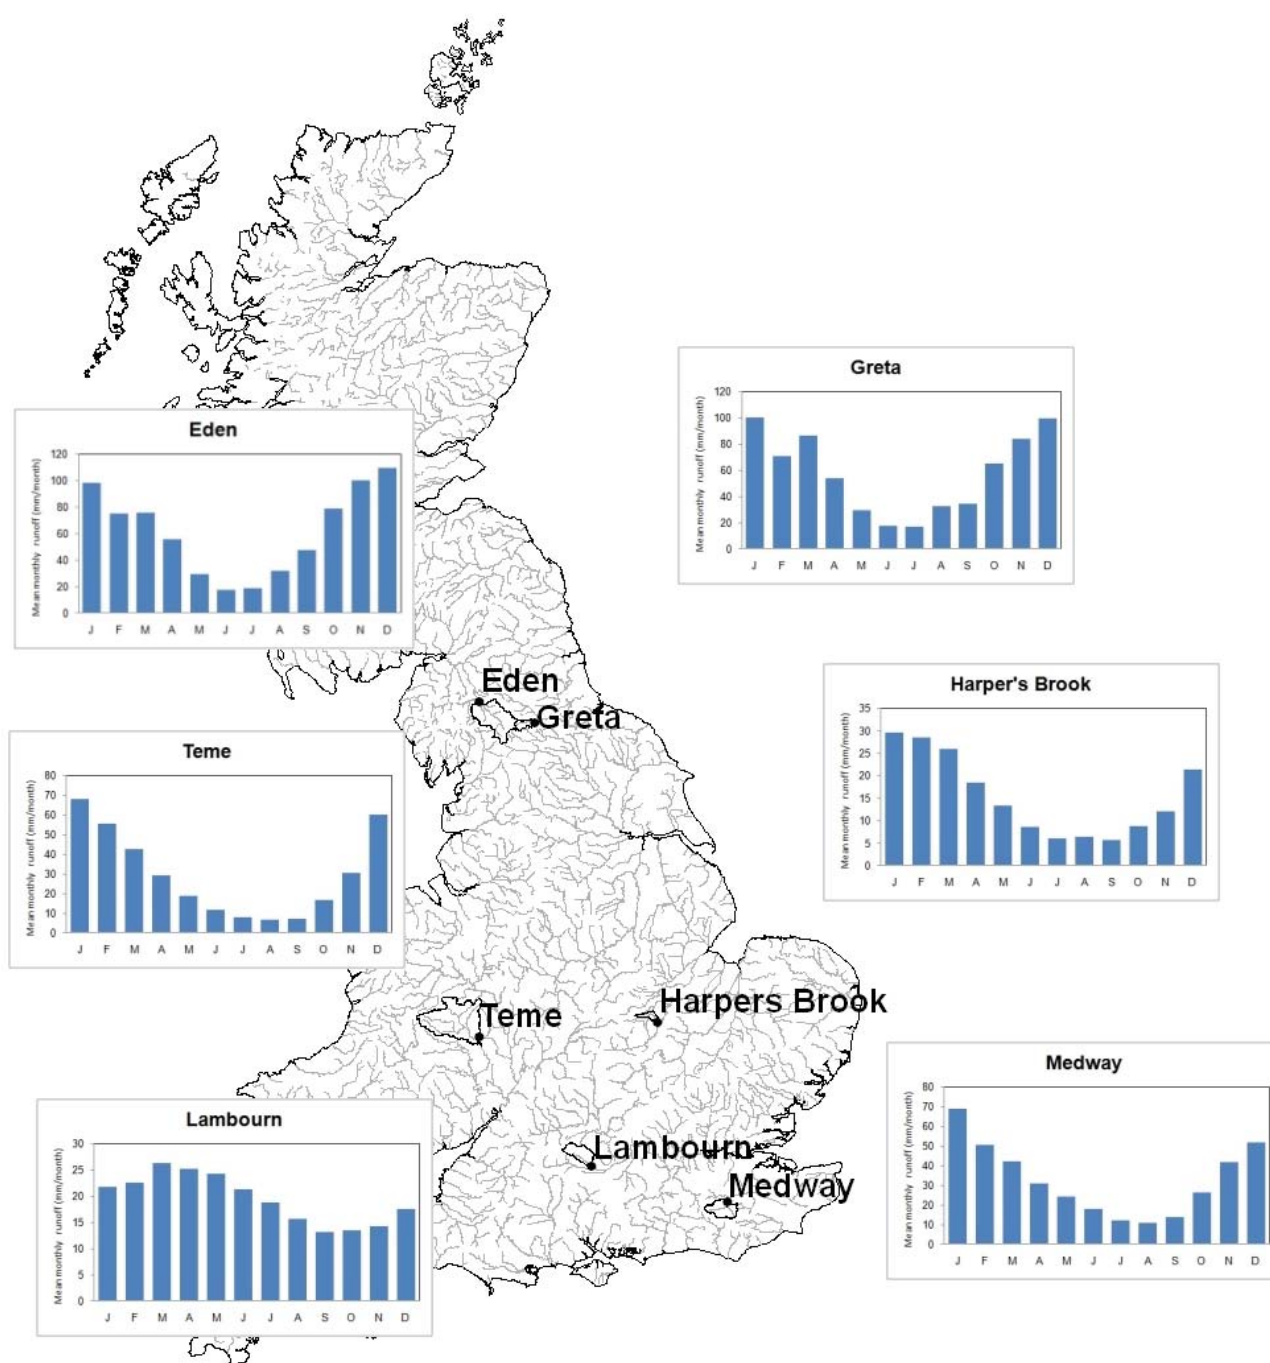 Greta
Mean monthly runoff (mm/month)
120
100
80
60
40
20
0
J F M A M J J A S O N D
Eden
Mean monthly runoff (mm/month)
120
100
80
60
40
20
0
J F M A M J J A S O N D
Eden
Greta
Harper's Brook
Mean monthly runoff (mm/month)
35
30
25
20
15
10
5
0
J F M A M J J A S O N D
Teme
Mean monthly runoff (mm/month)
80
70
60
50
40
30
20
10
0
J F M A M J J A S O N D
Harpers Brook
Teme
Medway
Mean monthly runoff (mm/month)
80
70
60
50
40
30
20
10
0
J F M A M J J A S O N D
Lambourn
Mean monthly runoff (mm/month)
30
25
20
15
10
5
0
J F M A M J J A S O N D
Lambourn
Medway